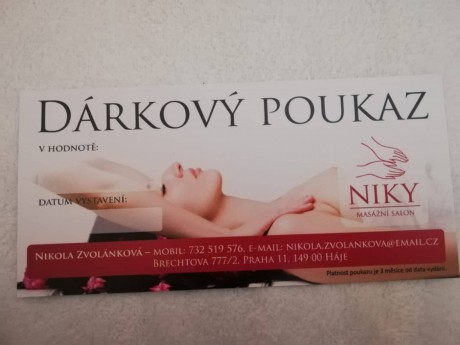 DÁRKOVÝ POUKAZ
V HODNOTĚ:
DATUM VYSTAVENÍ:
NIKY
MASÁŽNÍ SALON
NIKOLA ZVOLÁNKOVÁ – MOBIL: 732 519 576, E-MAIL: NIKOLA.ZVOLANKOVA@EMAIL.CZ
BRECHTOVA 777/2, PRAHA 11, 149 00 HÁJE
Platnost poukazu je 3 měsíce od data vydání.